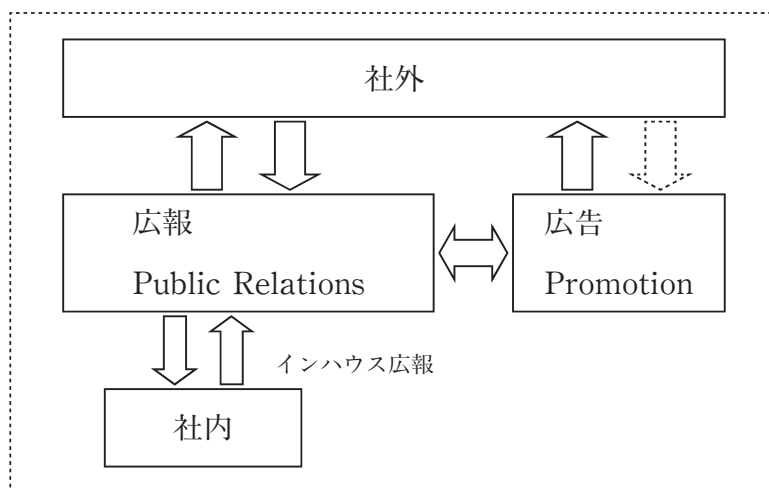 社外
広報
Public Relations
広告
Promotion
インハウス広報
社内